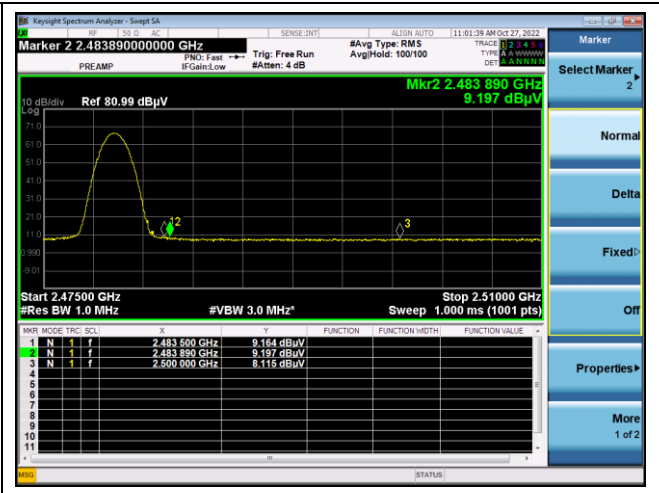 Keysight Spectrum Analyzer - Swept SA
RF 50 Ω AC SENSE:INT ALIGN AUTO 11:01:39 AM Oct 27, 2022
Marker 2 2.483890000000 GHz
PREAMP
PNO: Fast
IFGain:Low
Trig: Free Run
#Atten: 4 dB
#Avg Type: RMS
Avg|Hold: 100/100
TRACE 1 2 3 4 5 6
TYPE A A WWWW
DET A A N N N N
Mkr2 2.483 890 GHz
9.197 dBµV
10 dB/div Ref 80.99 dBµV
Log
71.0
61.0
51.0
41.0
31.0
21.0
11.0
0.990
-9.01
1 2
3
Start 2.47500 GHz Stop 2.51000 GHz
#Res BW 1.0 MHz #VBW 3.0 MHz* Sweep 1.000 ms (1001 pts)
MKR MODE TRC SCL X Y FUNCTION FUNCTION WIDTH FUNCTION VALUE
1 N 1 f 2.483 500 GHz 9.164 dBµV
2 N 1 f 2.483 890 GHz 9.197 dBµV
3 N 1 f 2.500 000 GHz 8.115 dBµV
4
5
6
7
8
9
10
11
MSG STATUS
Marker
Select Marker
2
Normal
Delta
Fixed
Off
Properties
More
1 of 2